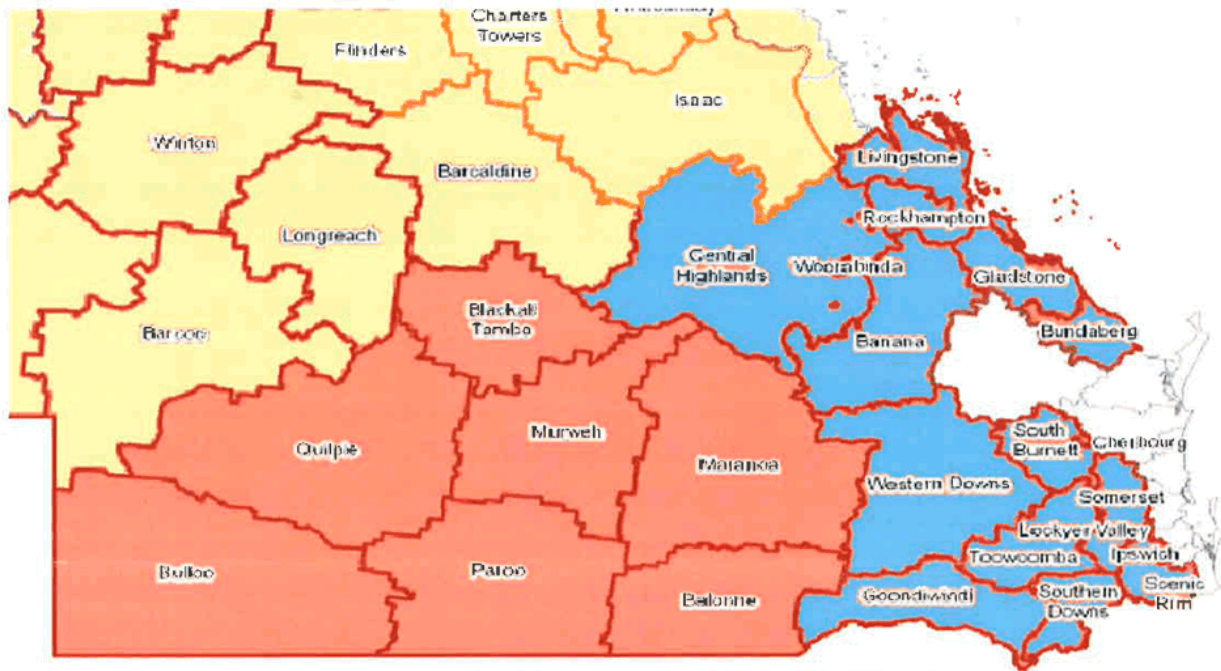 Charters
Towers
Flinders
Isaac
Winton
Livingstone
Barcaldine
Rockhampton
Longreach
Central
Highlands
Woorabinda
Gladstone
Blackall
Tambo
Barcoo
Banana
Bundaberg
Quilpie
Murweh
Maranoa
South
Burnett
Cherbourg
Western Downs
Somerset
Lockyer Valley
Toowoomba
Ipswich
Bulloo
Paroo
Balonne
Goondiwindi
Southern
Downs
Scenic
Rim